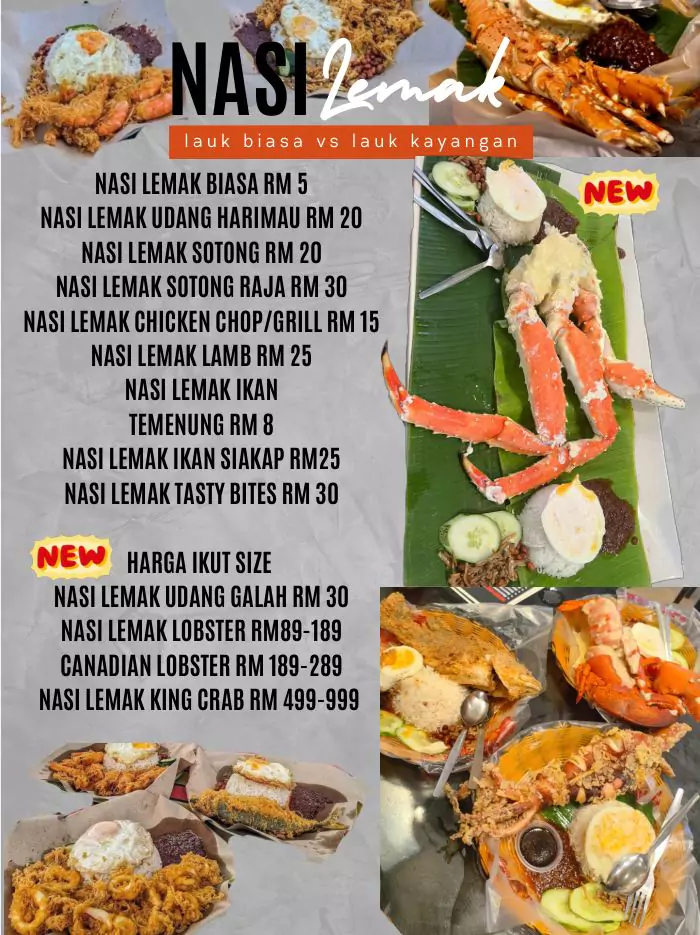 NASI Lemak
lauk biasa vs lauk kayangan
NASI LEMAK BIASA RM 5
NASI LEMAK UDANG HARIMAU RM 20
NASI LEMAK SOTONG RM 20
NASI LEMAK SOTONG RAJA RM 30
NASI LEMAK CHICKEN CHOP/GRILL RM 15
NASI LEMAK LAMB RM 25
NASI LEMAK IKAN
TEMENUNG RM 8
NASI LEMAK IKAN SIAKAP RM25
NASI LEMAK TASTY BITES RM 30
NEW
HARGA IKUT SIZE
NASI LEMAK UDANG GALAH RM 30
NASI LEMAK LOBSTER RM89-189
CANADIAN LOBSTER RM 189-289
NASI LEMAK KING CRAB RM 499-999
NEW